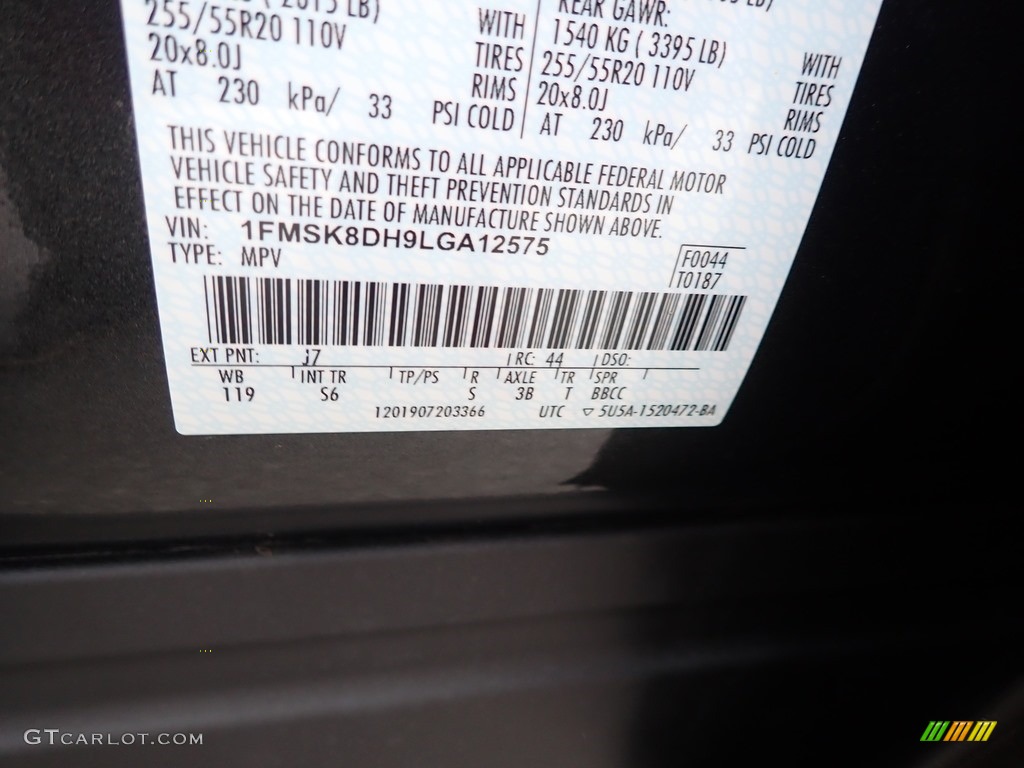 REAR GAWR:
255/55R20 110V WITH 1540 KG ( 3395 LB) WITH
20x8.0J TIRES 255/55R20 110V TIRES
RIMS 20x8.0J RIMS
AT 230 kPa/ 33 PSI COLD AT 230 kPa/ 33 PSI COLD
THIS VEHICLE CONFORMS TO ALL APPLICABLE FEDERAL MOTOR
VEHICLE SAFETY AND THEFT PREVENTION STANDARDS IN
EFFECT ON THE DATE OF MANUFACTURE SHOWN ABOVE.
VIN: 1FMSK8DH9LGA12575
TYPE: MPV F0044
T0187
EXT PNT: J7 RC: 44 DSO:
WB INT TR TP/PS R AXLE TR SPR
119 S6 S 3B T BBCC
1201907203366 UTC ▽ 5U5A-1520472-BA
GTCARLOT.COM